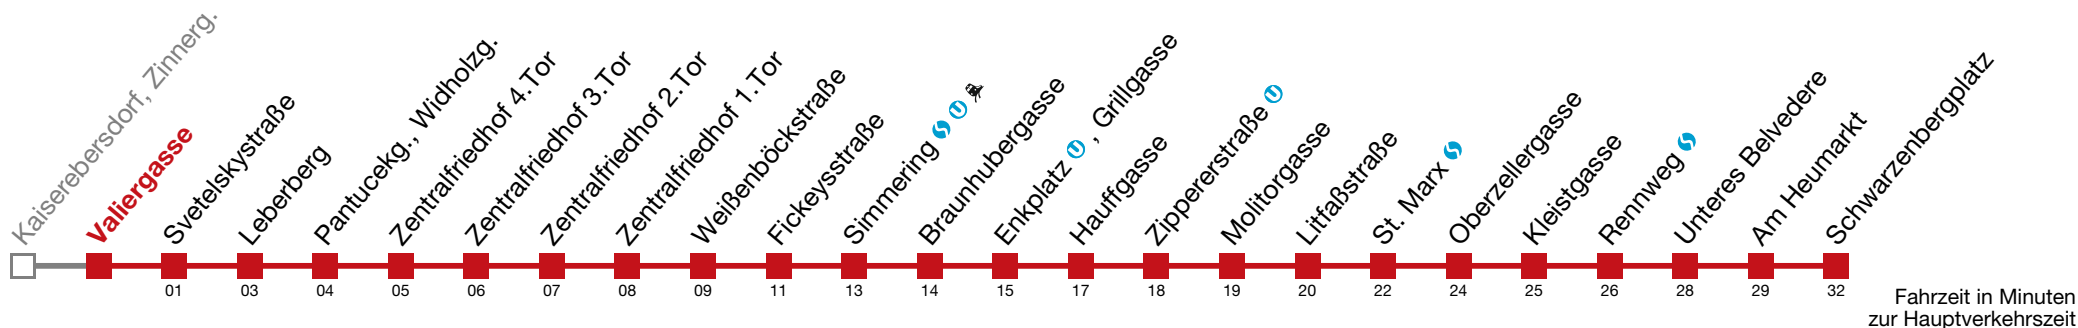 Kaiserebersdorf, Zinnerg.
Valiergasse
Svetelskystraße
Leberberg
Pantucekg., Widholzg.
Zentralfriedhof 4.Tor
Zentralfriedhof 3.Tor
Zentralfriedhof 2.Tor
Zentralfriedhof 1.Tor
Weißenböckstraße
Fickeysstraße
Simmering S U
Braunhubergasse
Enkplatz U , Grillgasse
Hauffgasse
Zippererstraße U
Molitorgasse
Litfaßstraße
St. Marx S
Oberzellergasse
Kleistgasse
Rennweg S
Unteres Belvedere
Am Heumarkt
Schwarzenbergplatz
01 03 04 05 06 07 08 09 11 13 14 15 17 18 19 20 22 24 25 26 28 29 32
Fahrzeit in Minuten
zur Hauptverkehrszeit